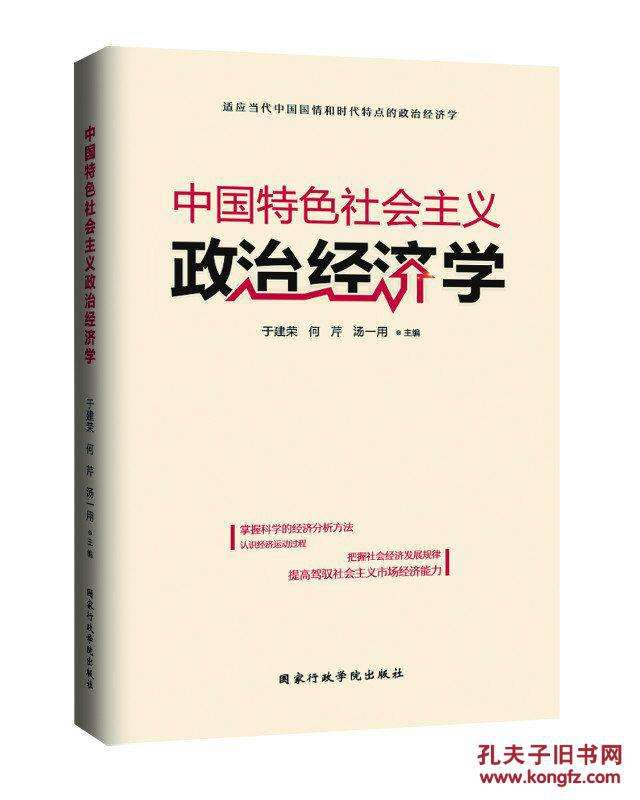 适应当代中国国情和时代特点的政治经济学
中国特色社会主义
政治经济学
于建荣 何 芹 汤一用 主编
掌握科学的经济分析方法
认识经济运动过程
把握社会经济发展规律
提高驾驭社会主义市场经济能力
国家行政学院出版社
中国特色社会主义政治经济学
于建荣 何 芹 汤一用 主编
国家行政学院出版社
孔夫子旧书网
www.kongfz.com